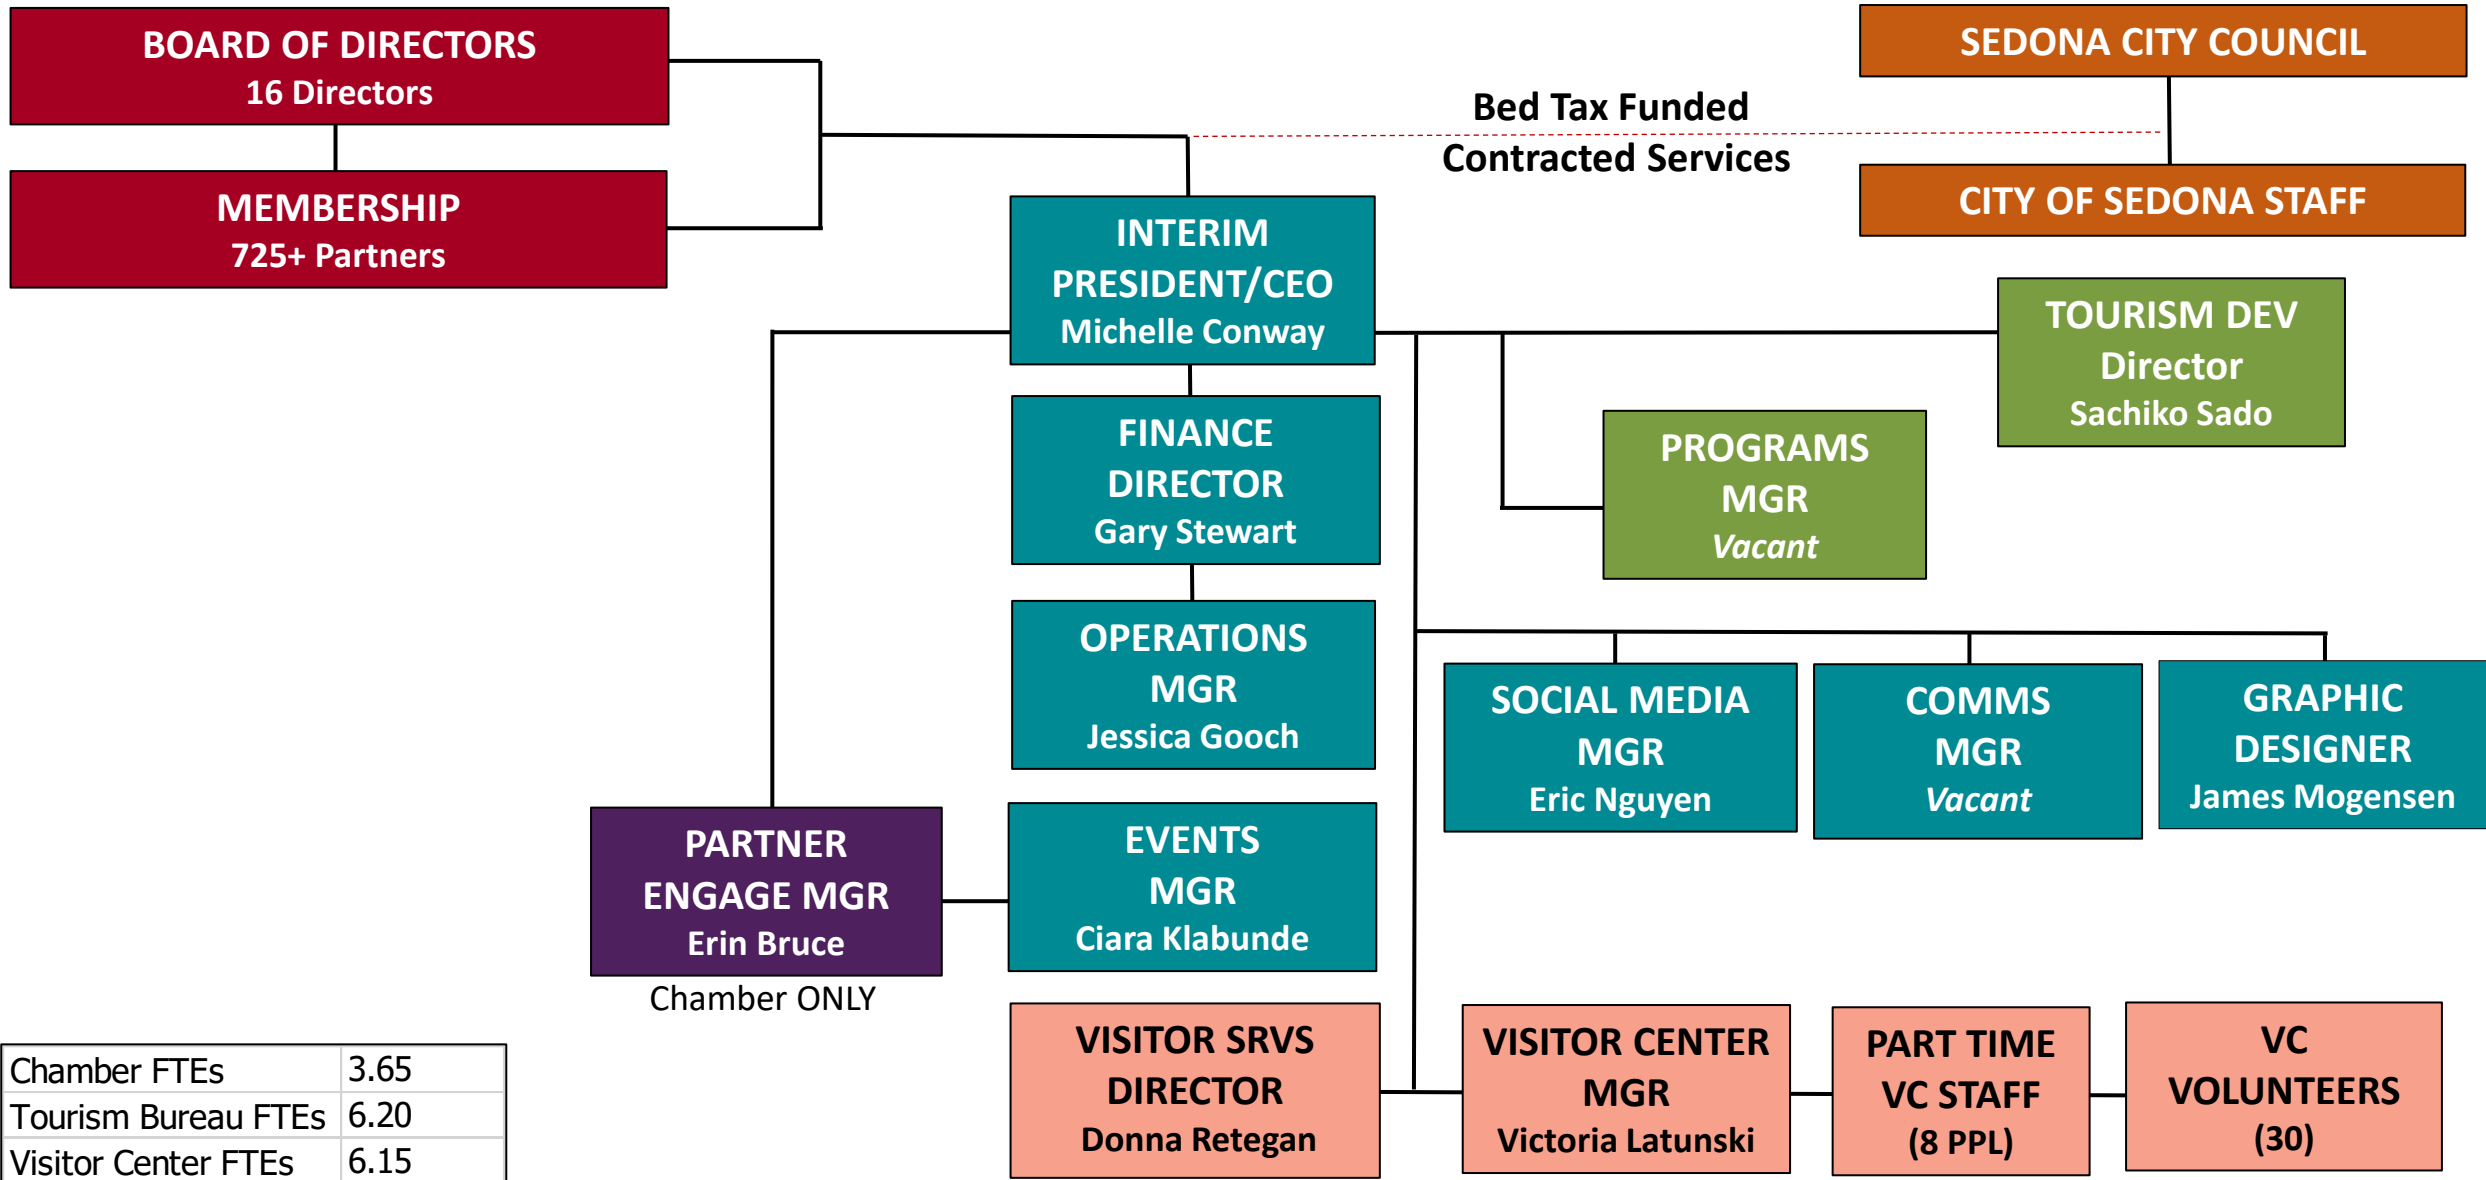 BOARD OF DIRECTORS
16 Directors
MEMBERSHIP
725+ Partners
Bed Tax Funded
Contracted Services
SEDONA CITY COUNCIL
CITY OF SEDONA STAFF
INTERIM
PRESIDENT/CEO
Michelle Conway
TOURISM DEV
Director
Sachiko Sado
FINANCE
DIRECTOR
Gary Stewart
PROGRAMS
MGR
Vacant
OPERATIONS
MGR
Jessica Gooch
SOCIAL MEDIA
MGR
Eric Nguyen
COMMS
MGR
Vacant
GRAPHIC
DESIGNER
James Mogensen
PARTNER
ENGAGE MGR
Erin Bruce
Chamber ONLY
EVENTS
MGR
Ciara Klabunde
VISITOR SRVS
DIRECTOR
Donna Retegan
VISITOR CENTER
MGR
Victoria Latunski
PART TIME
VC STAFF
(8 PPL)
VC
VOLUNTEERS
(30)
Chamber FTEs 3.65
Tourism Bureau FTEs 6.20
Visitor Center FTEs 6.15